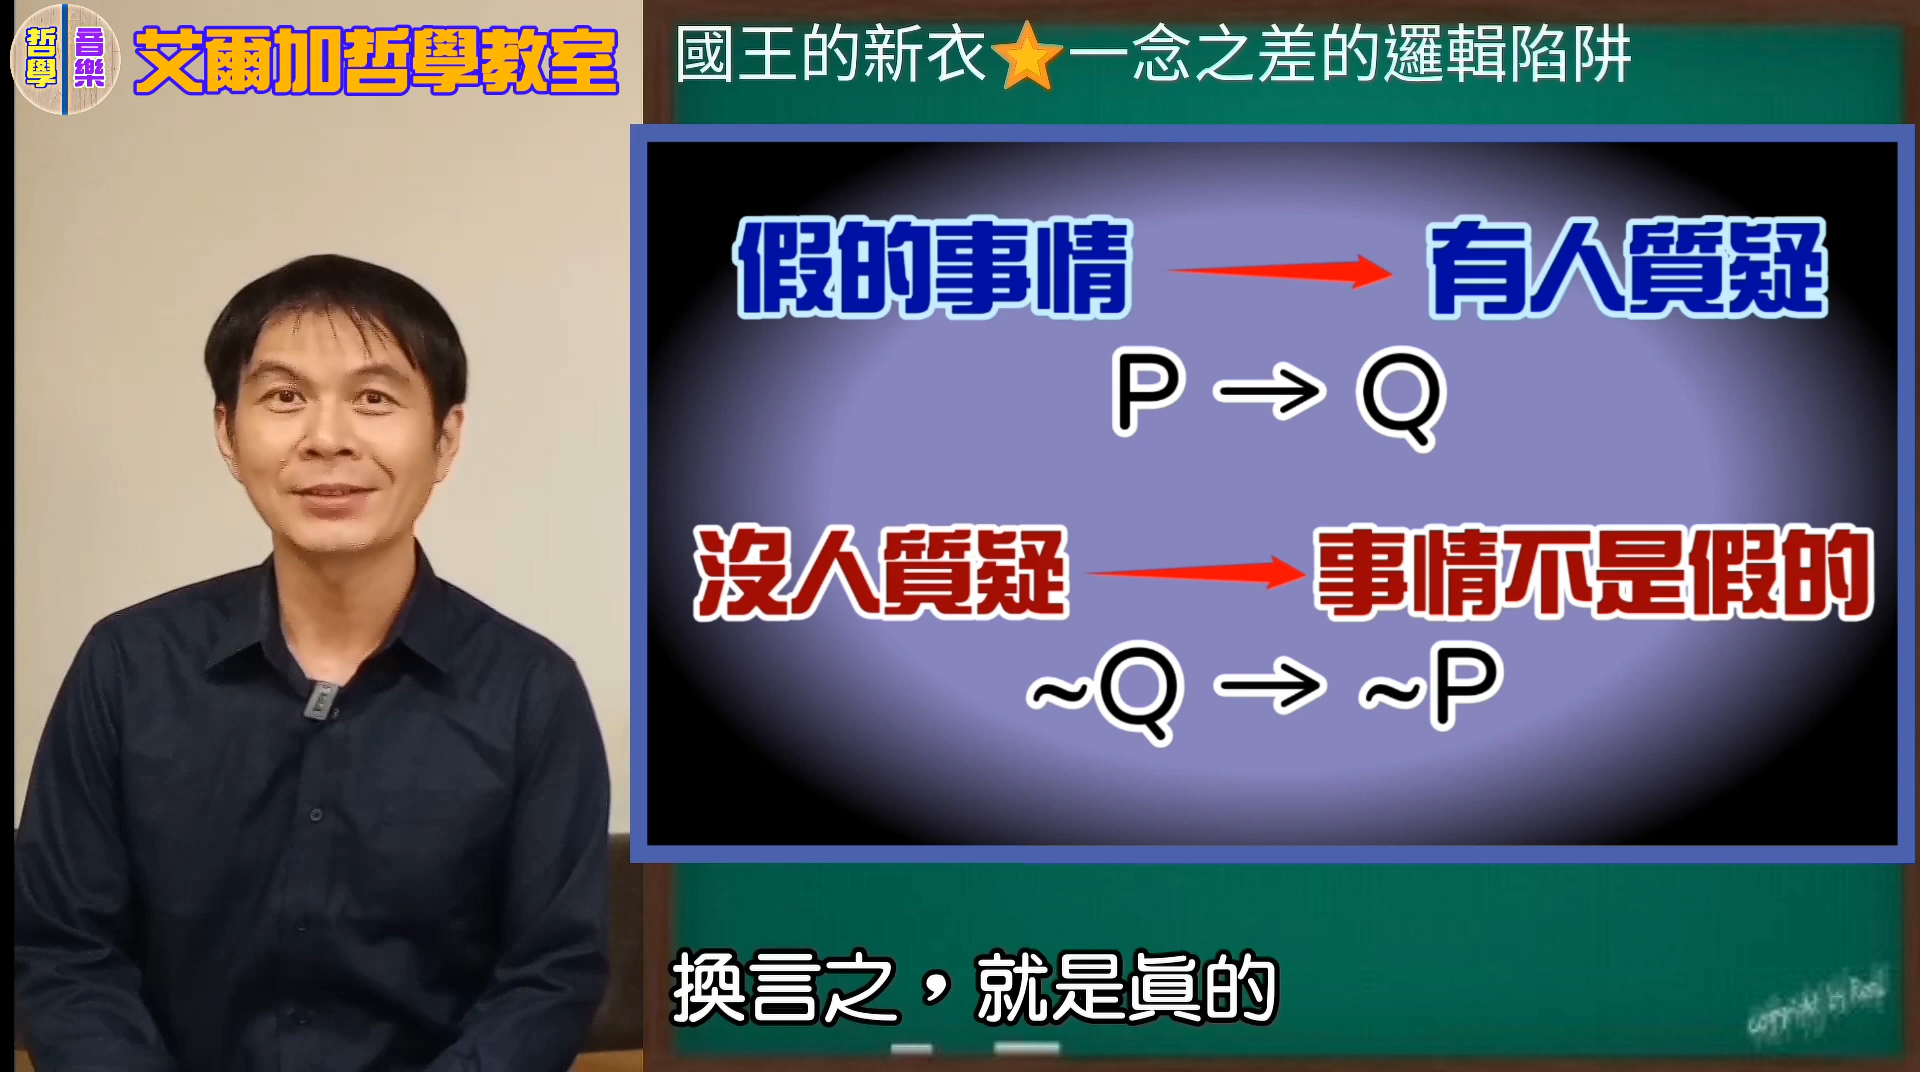 哲學
音樂
艾爾加哲學教室
國王的新衣⭐一念之差的邏輯陷阱
假的事情 → 有人質疑
P → Q
沒人質疑 → 事情不是假的
~Q → ~P
換言之，就是真的
copyright by